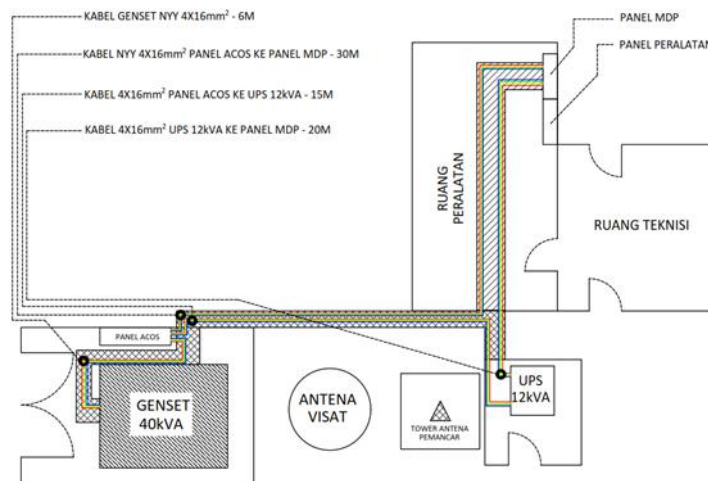 KABEL GENSET NYY 4X16mm² - 6M
KABEL NYY 4X16mm² PANEL ACOS KE PANEL MDP - 30M
KABEL 4X16mm² PANEL ACOS KE UPS 12kVA - 15M
KABEL 4X16mm² UPS 12kVA KE PANEL MDP - 20M
PANEL MDP
PANEL PERALATAN
RUANG
PERALATAN
RUANG TEKNISI
PANEL ACOS
GENSET
40kVA
ANTENA
VISAT
TOWER ANTENA
PEMANCAR
UPS
12kVA